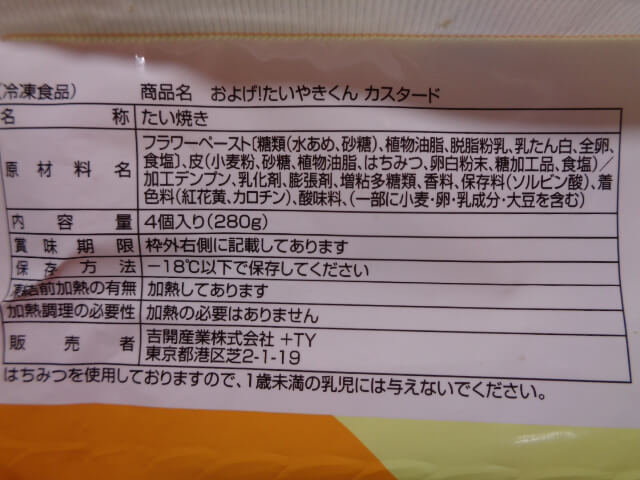 (冷凍食品) 商品名 およげ!たいやきくん カスタード
名称 たい焼き
原材料名 フラワーペースト〔糖類(水あめ、砂糖)、植物油脂、脱脂粉乳、乳たん白、全卵、
食塩〕、皮(小麦粉、砂糖、植物油脂、はちみつ、卵白粉末、糖加工品、食塩)／
加工デンプン、乳化剤、膨張剤、増粘多糖類、香料、保存料(ソルビン酸)、着
色料(紅花黄、カロチン)、酸味料、(一部に小麦・卵・乳成分・大豆を含む)
内容量 4個入り(280g)
賞味期限 枠外右側に記載してあります
保存方法 −18℃以下で保存してください
凍結前加熱の有無 加熱してあります
加熱調理の必要性 加熱の必要はありません
販売者 吉開産業株式会社 +TY
東京都港区芝2-1-19
はちみつを使用しておりますので、1歳未満の乳児には与えないでください。